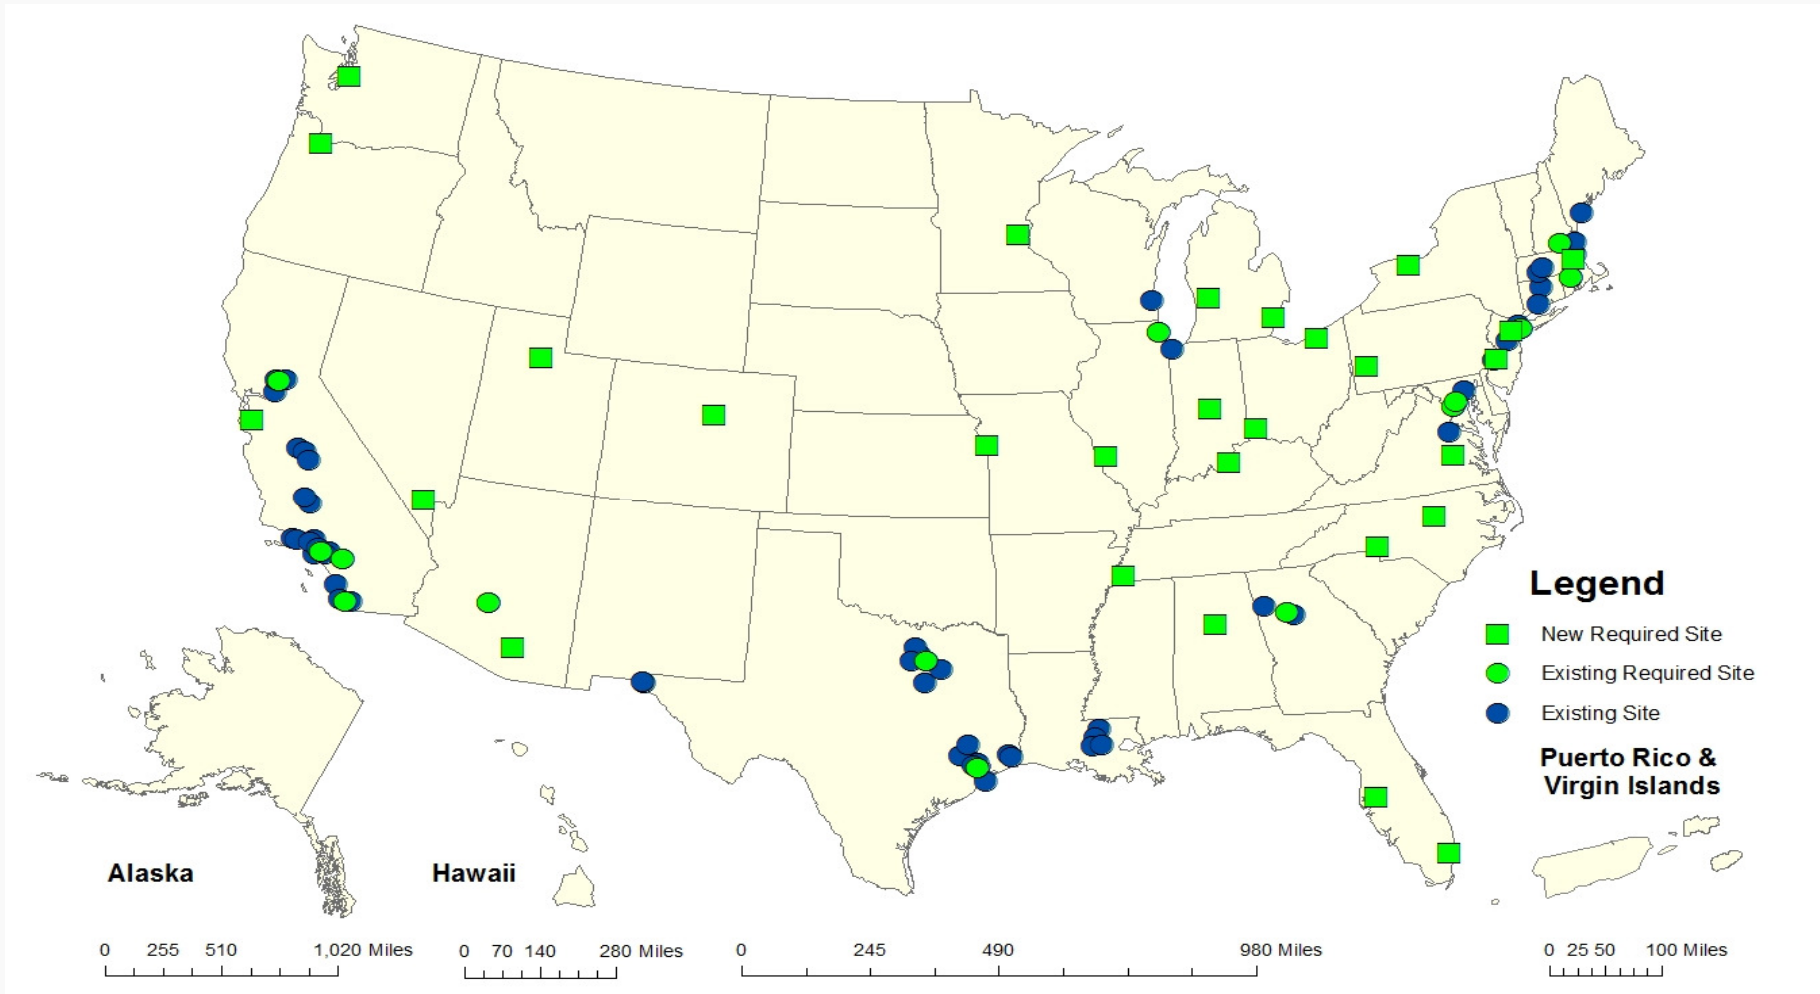 Legend
New Required Site
Existing Required Site
Existing Site
Puerto Rico &
Virgin Islands
Alaska
Hawaii
0 255 510 1,020 Miles
0 70 140 280 Miles
0 245 490 980 Miles
0 25 50 100 Miles